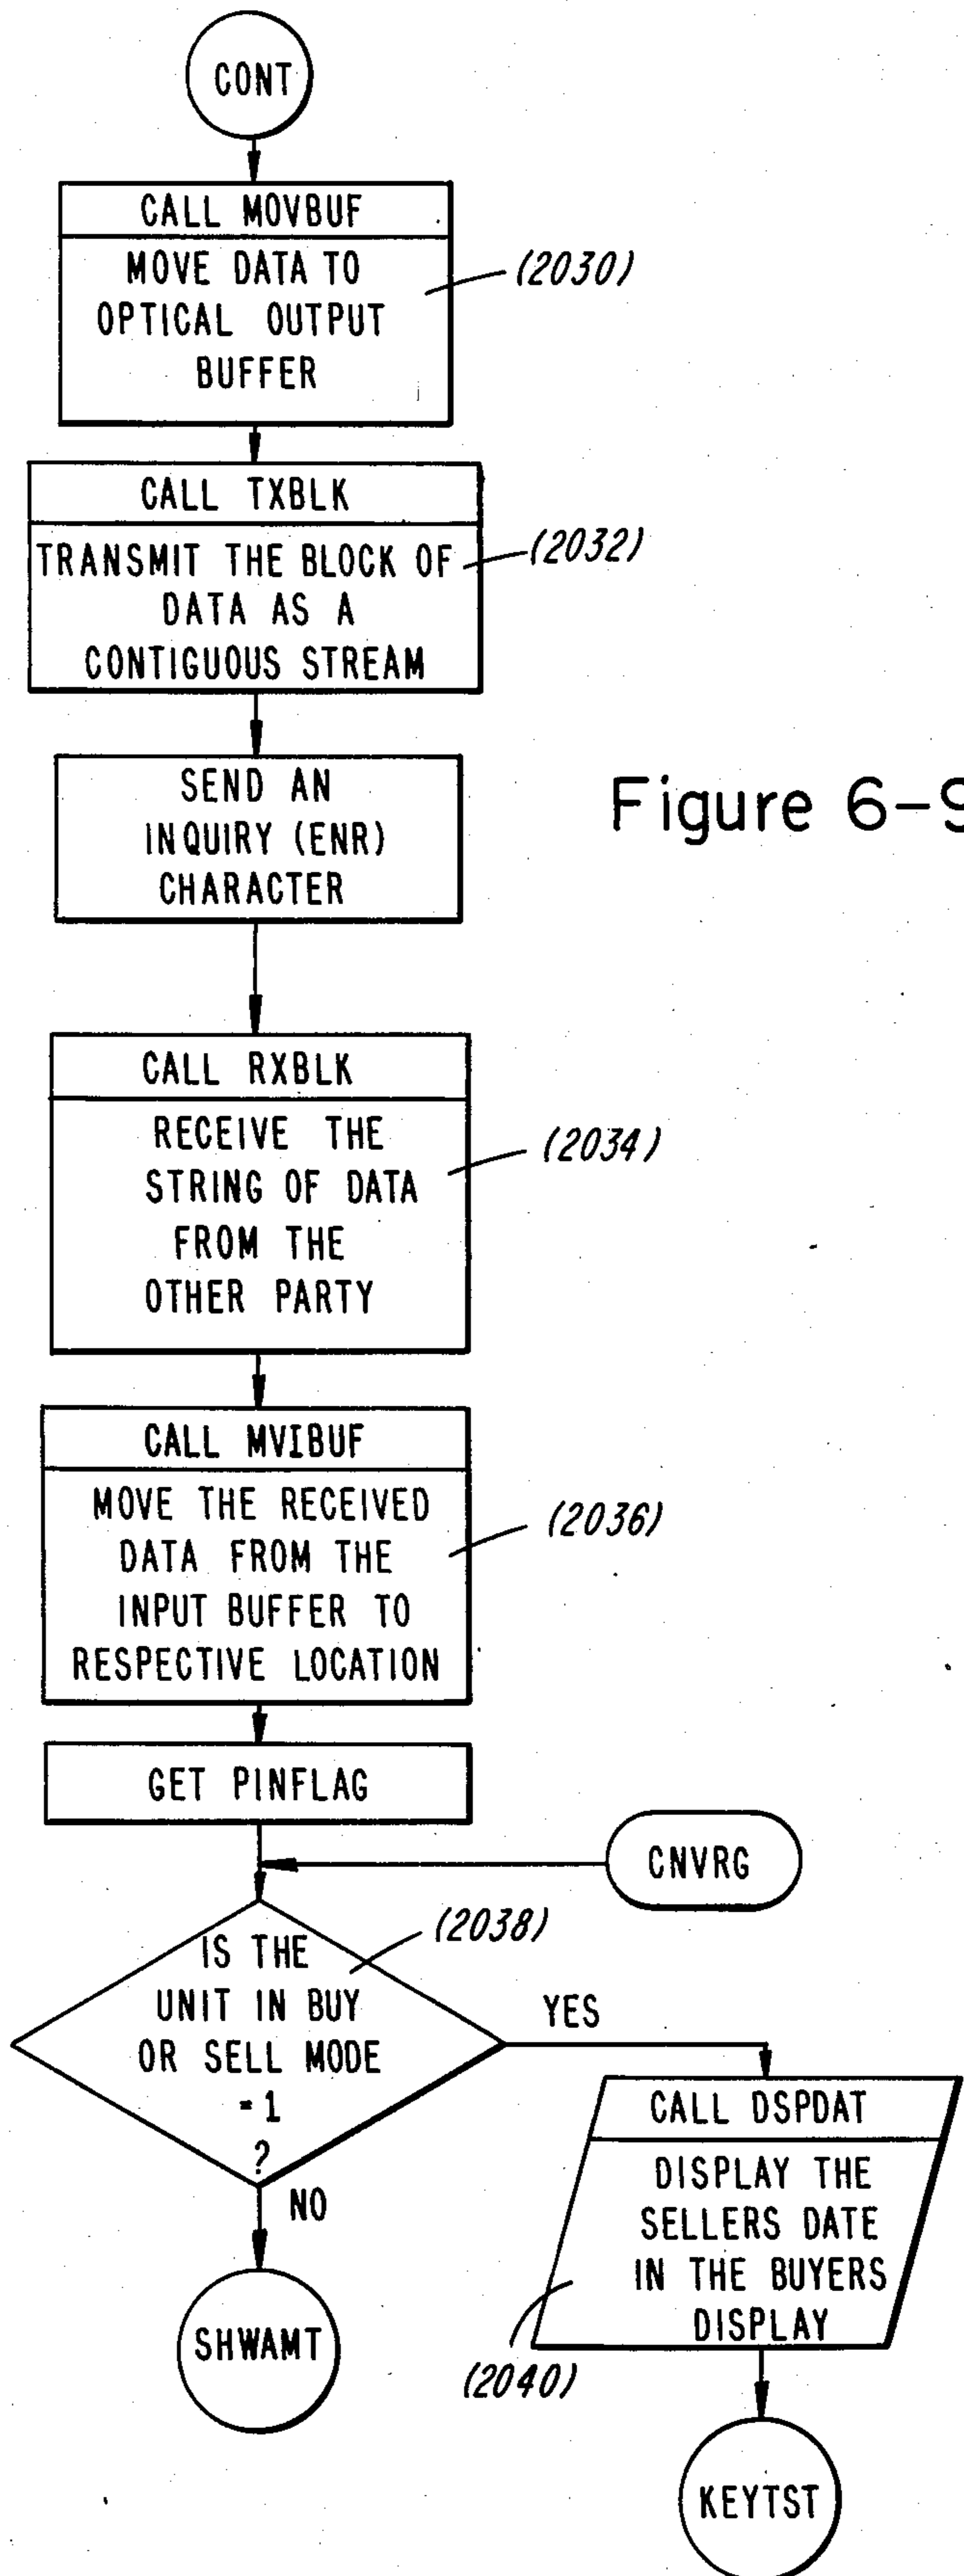 CONT
CALL MOVBUF
MOVE DATA TO
OPTICAL OUTPUT
BUFFER
(2030)
CALL TXBLK
TRANSMIT THE BLOCK OF
DATA AS A
CONTIGUOUS STREAM
(2032)
SEND AN
INQUIRY (ENR)
CHARACTER
Figure 6-9
CALL RXBLK
RECEIVE THE
STRING OF DATA
FROM THE
OTHER PARTY
(2034)
CALL MVIBUF
MOVE THE RECEIVED
DATA FROM THE
INPUT BUFFER TO
RESPECTIVE LOCATION
(2036)
GET PINFLAG
CNVRG
IS THE
UNIT IN BUY
OR SELL MODE
=1
?
(2038)
YES
NO
CALL DSPDAT
DISPLAY THE
SELLERS DATE
IN THE BUYERS
DISPLAY
(2040)
SHWAMT
KEYTST